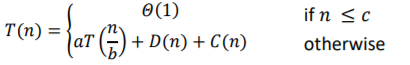 T(n) = { Θ(1) if n ≤ c
aT (n/b) + D(n) + C(n) otherwise